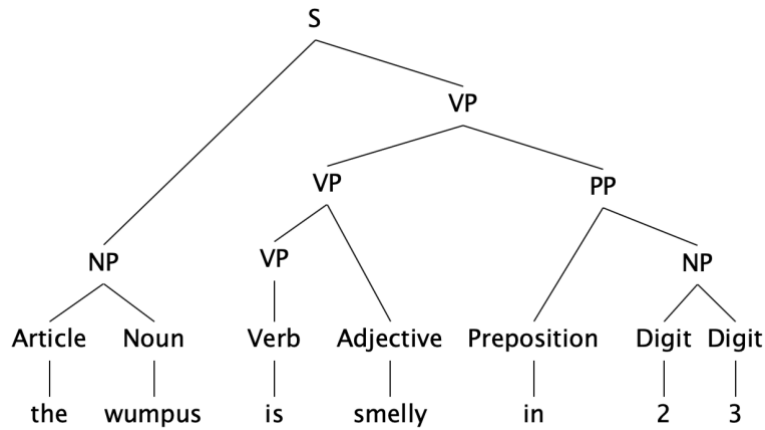 S
VP
VP PP
NP VP NP
Article Noun Verb Adjective Preposition Digit Digit
the wumpus is smelly in 2 3